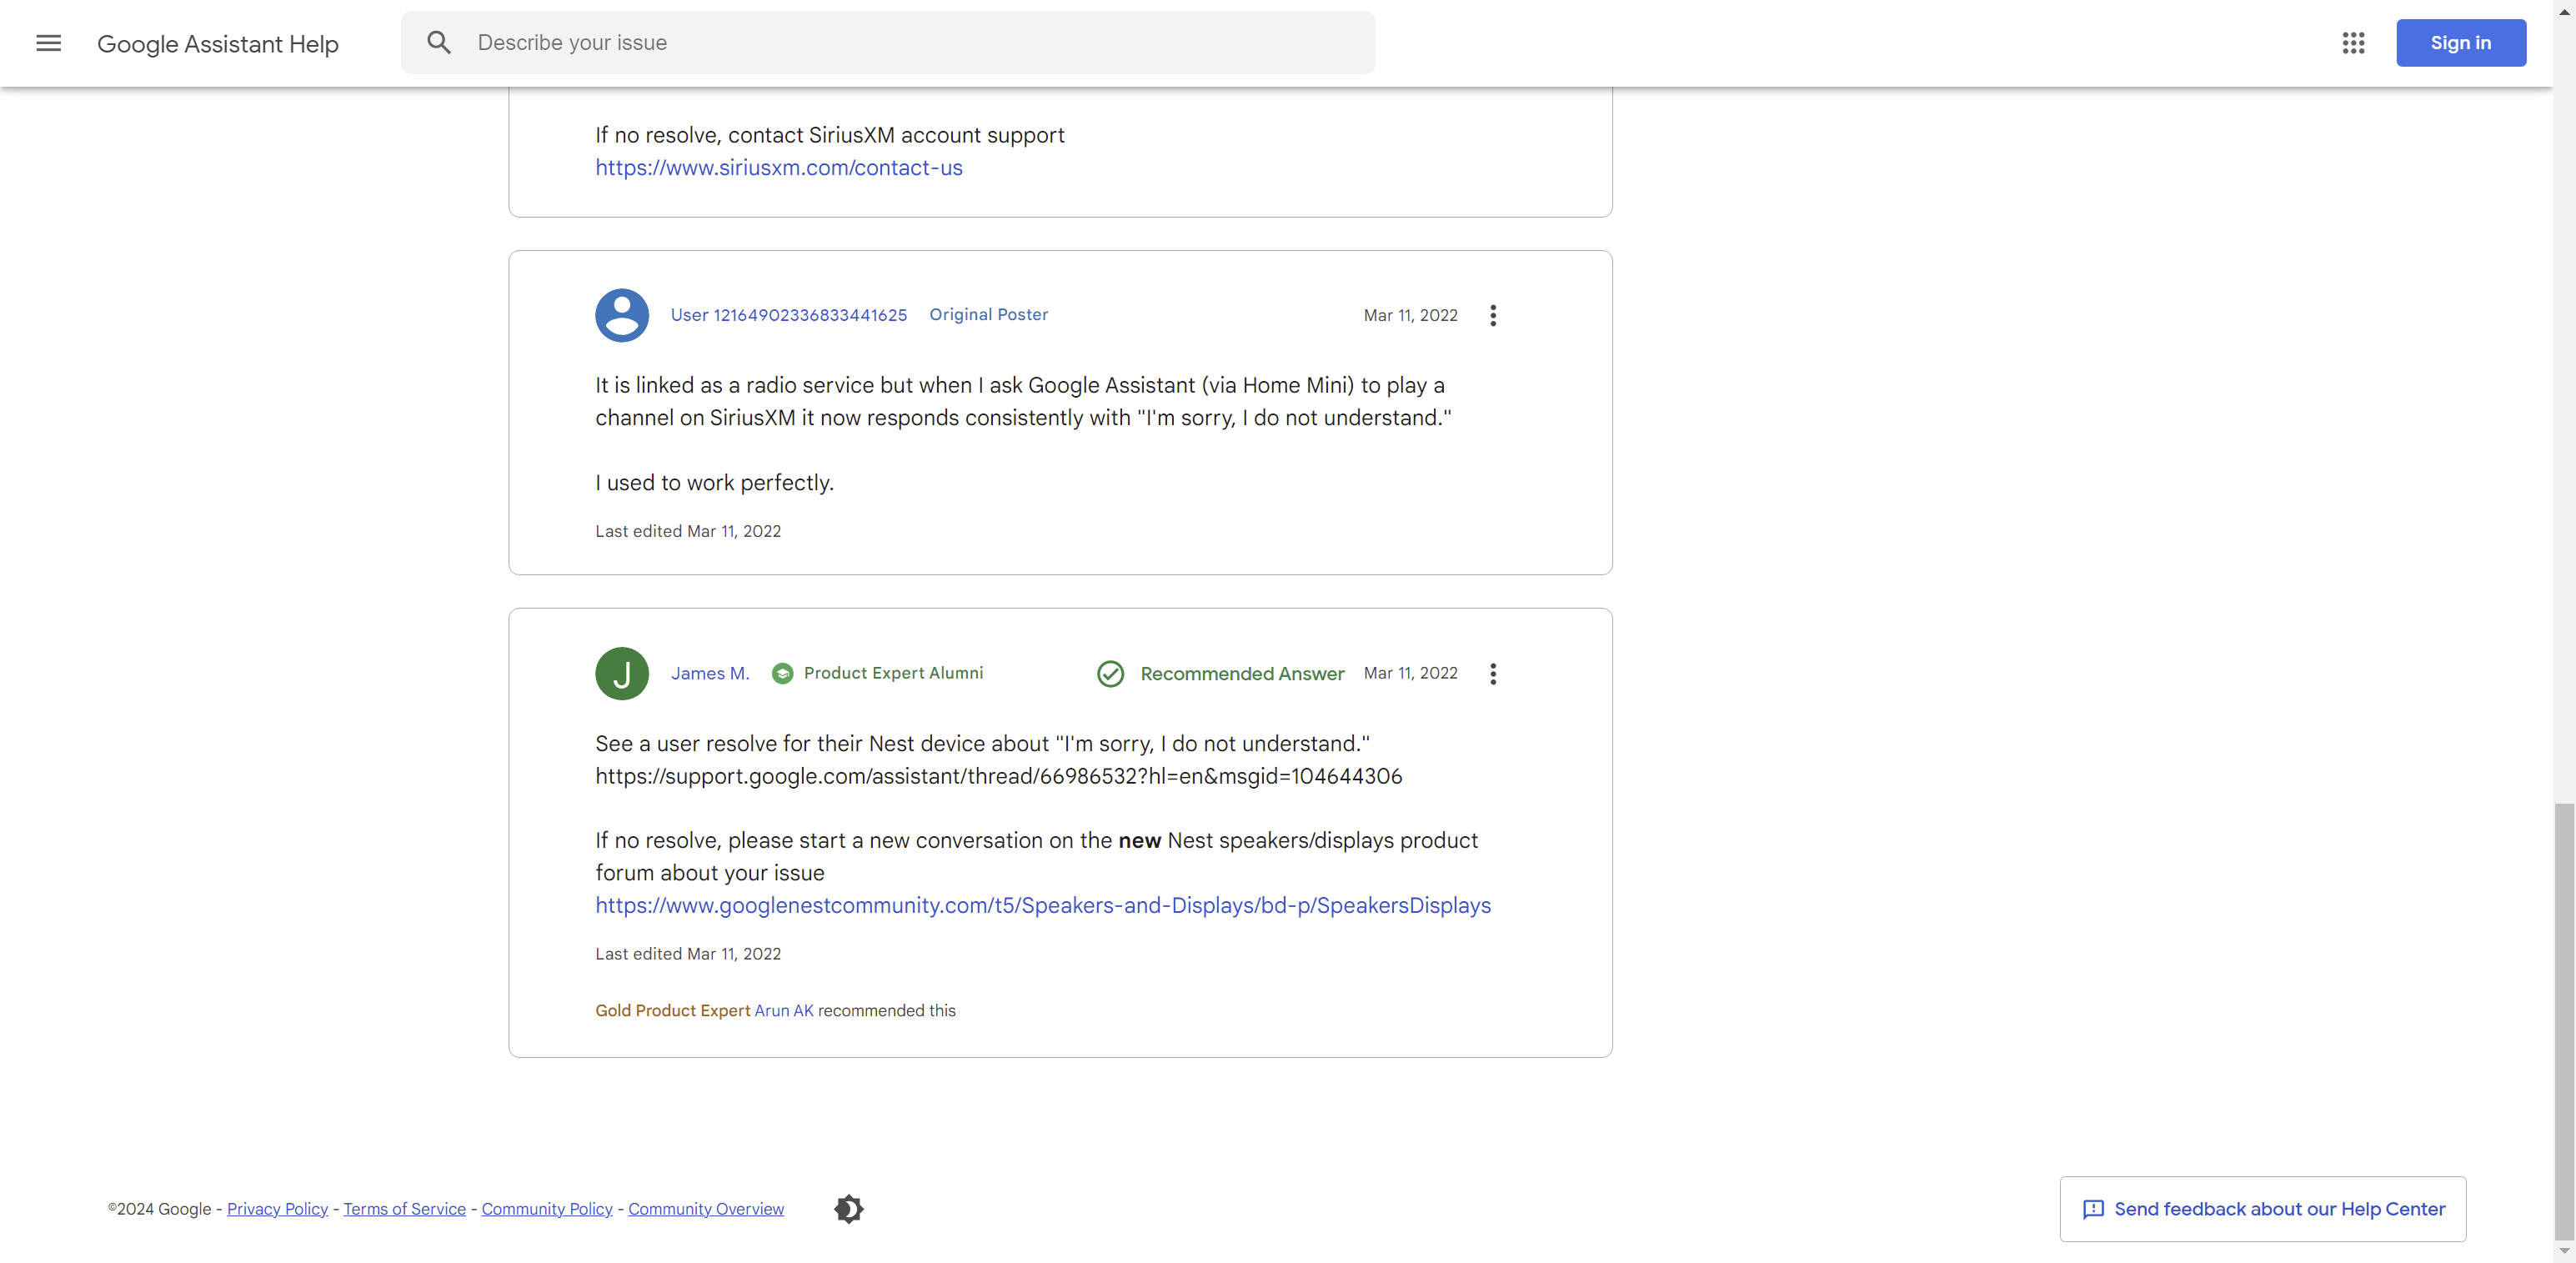 Google Assistant Help
Describe your issue
Sign in
If no resolve, contact SiriusXM account support
https://www.siriusxm.com/contact-us
User 12164902336833441625 Original Poster Mar 11, 2022
It is linked as a radio service but when I ask Google Assistant (via Home Mini) to play a
channel on SiriusXM it now responds consistently with "I'm sorry, I do not understand."
I used to work perfectly.
Last edited Mar 11, 2022
J James M. Product Expert Alumni Recommended Answer Mar 11, 2022
See a user resolve for their Nest device about "I'm sorry, I do not understand."
https://support.google.com/assistant/thread/66986532?hl=en&msgid=104644306
If no resolve, please start a new conversation on the new Nest speakers/displays product
forum about your issue
https://www.googlenestcommunity.com/t5/Speakers-and-Displays/bd-p/SpeakersDisplays
Last edited Mar 11, 2022
Gold Product Expert Arun AK recommended this
©2024 Google - Privacy Policy - Terms of Service - Community Policy - Community Overview
Send feedback about our Help Center